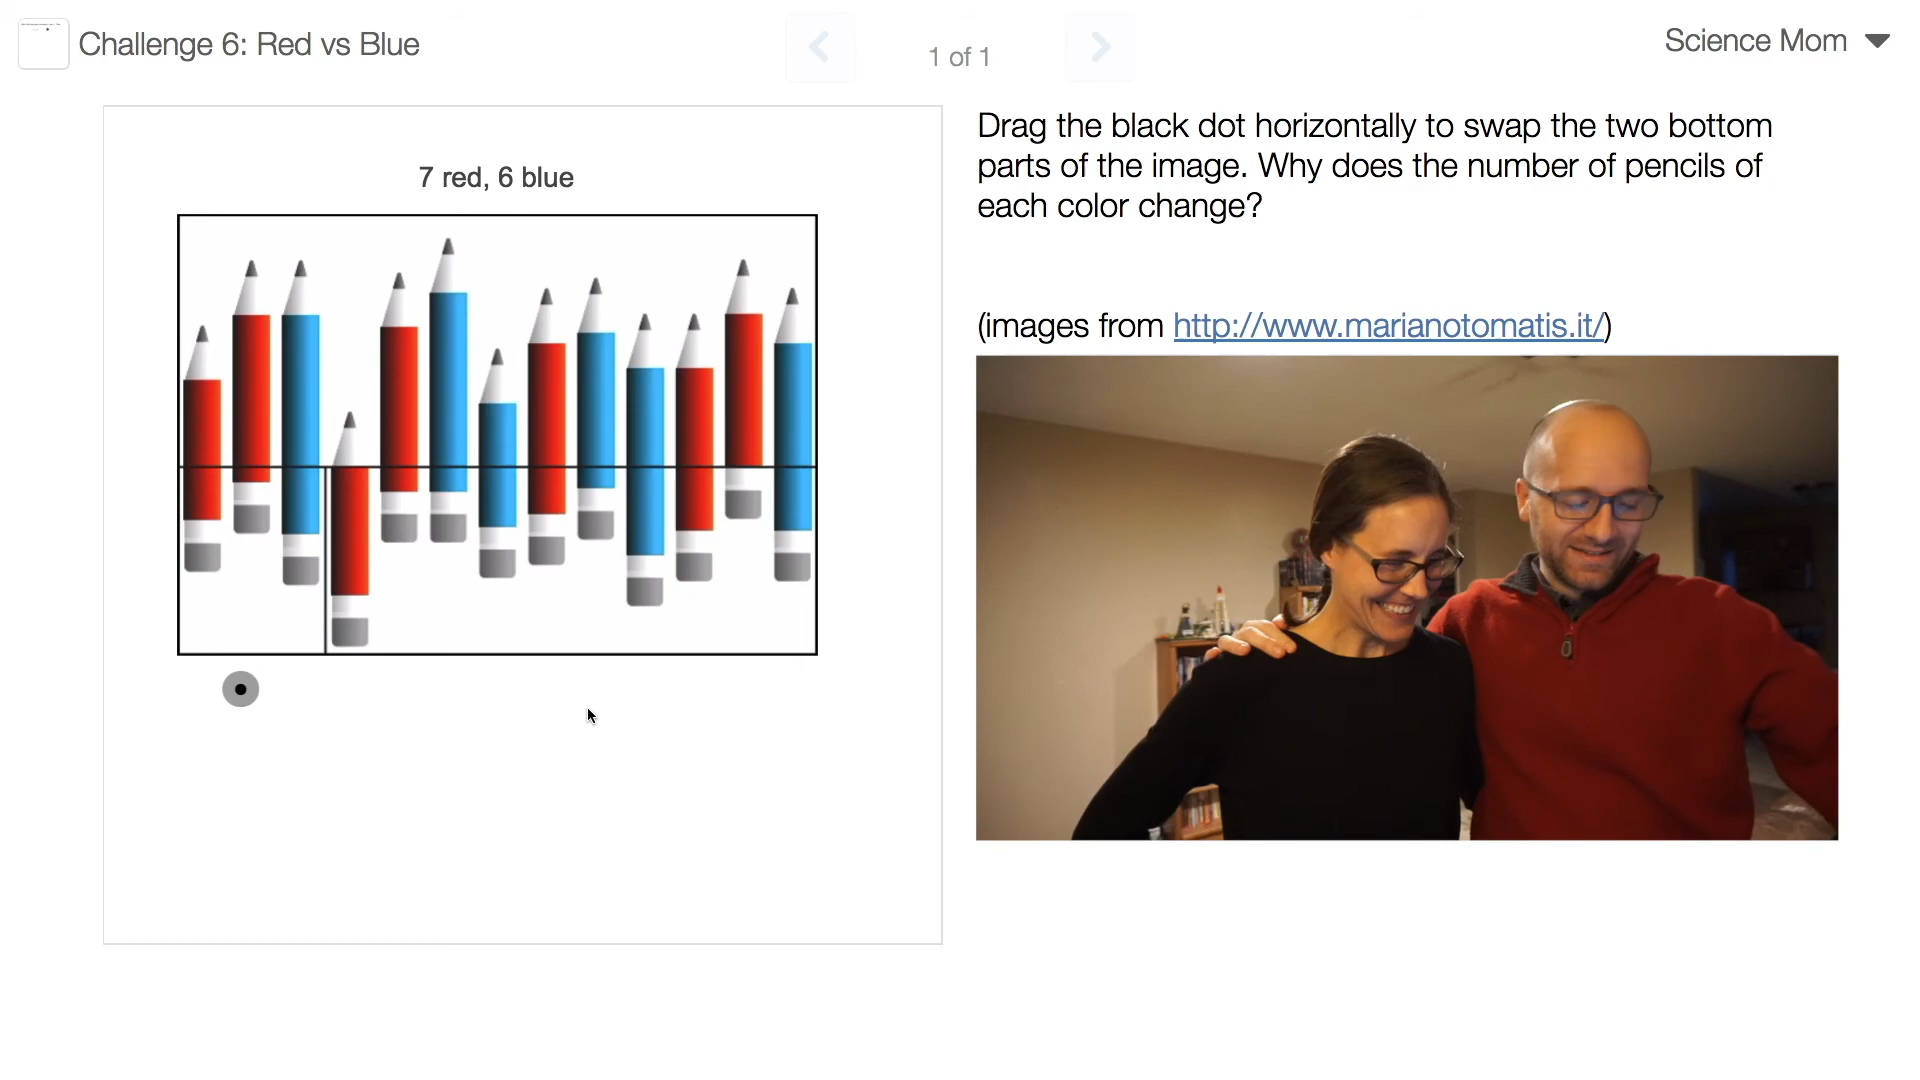 Challenge 6: Red vs Blue
1 of 1
Science Mom
7 red, 6 blue
Drag the black dot horizontally to swap the two bottom
parts of the image. Why does the number of pencils of
each color change?
(images from http://www.marianotomatis.it/)